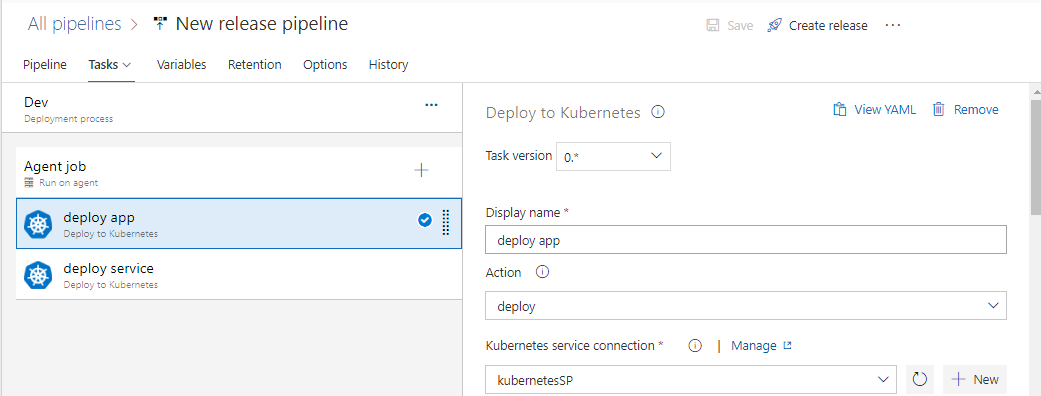 All pipelines > New release pipeline
Save Create release ...
Pipeline Tasks Variables Retention Options History
Dev
Deployment process
Agent job
Run on agent
deploy app
Deploy to Kubernetes
deploy service
Deploy to Kubernetes
Deploy to Kubernetes
View YAML Remove
Task version 0.*
Display name *
deploy app
Action
deploy
Kubernetes service connection * | Manage
kubernetesSP
New